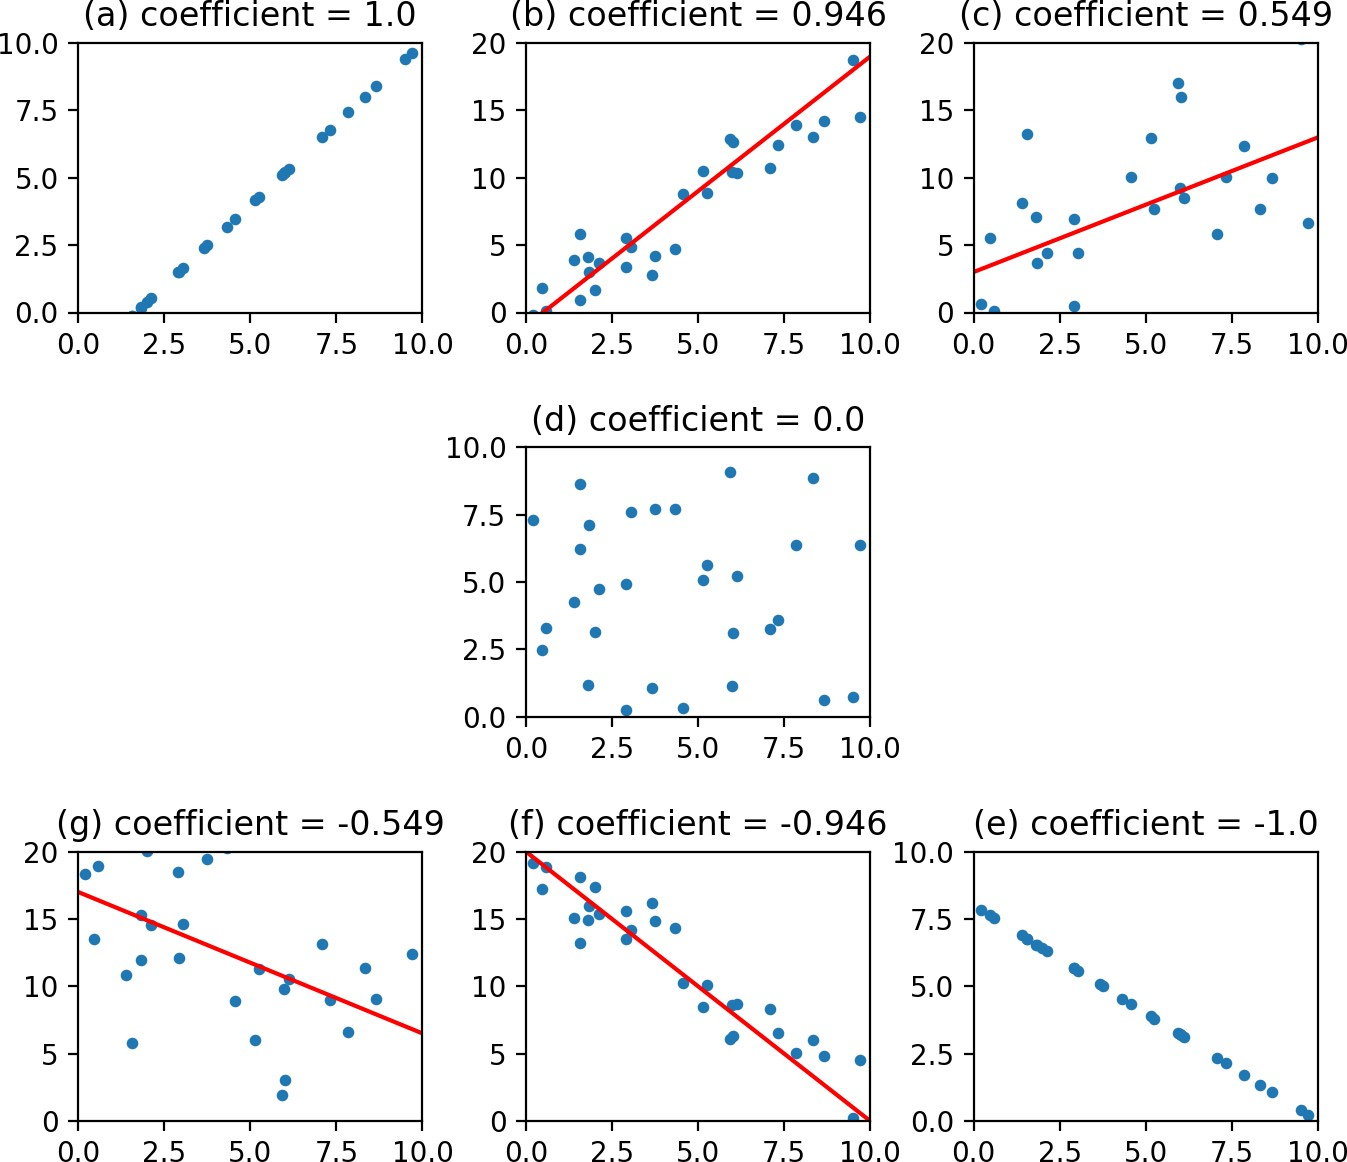 (a) coefficient = 1.0
10.0
7.5
5.0
2.5
0.0
0.0 2.5 5.0 7.5 10.0
(b) coefficient = 0.946
20
15
10
5
0
0.0 2.5 5.0 7.5 10.0
(c) coefficient = 0.549
20
15
10
5
0
0.0 2.5 5.0 7.5 10.0
(d) coefficient = 0.0
10.0
7.5
5.0
2.5
0.0
0.0 2.5 5.0 7.5 10.0
(g) coefficient = -0.549
20
15
10
5
0
0.0 2.5 5.0 7.5 10.0
(f) coefficient = -0.946
20
15
10
5
0
0.0 2.5 5.0 7.5 10.0
(e) coefficient = -1.0
10.0
7.5
5.0
2.5
0.0
0.0 2.5 5.0 7.5 10.0